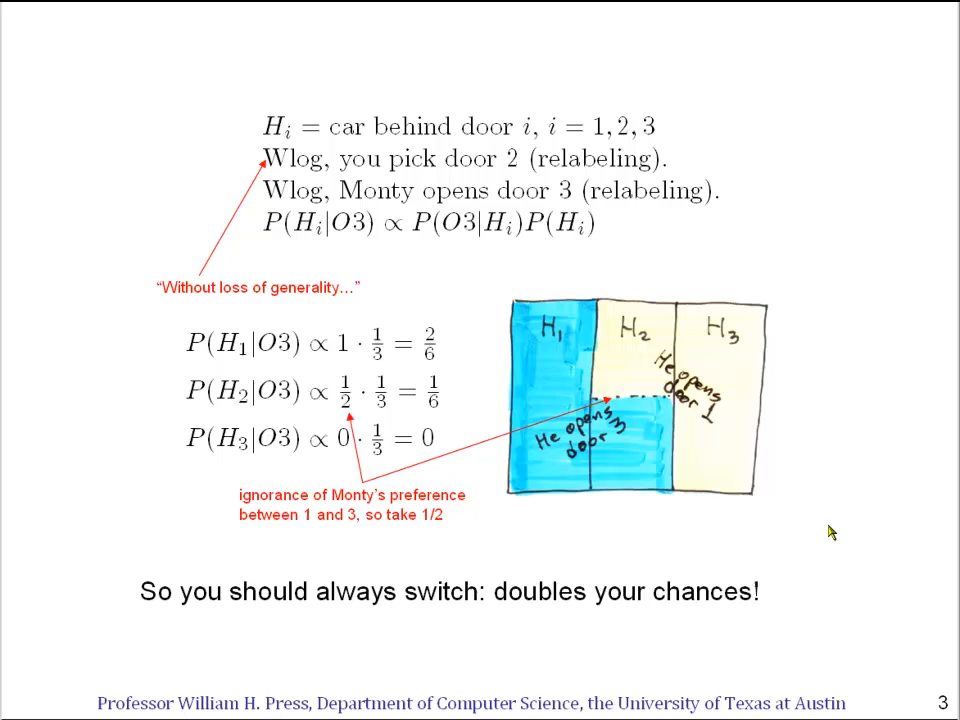 H_i = car behind door i, i = 1, 2, 3
Wlog, you pick door 2 (relabeling).
Wlog, Monty opens door 3 (relabeling).
P(H_i|O3) ∝ P(O3|H_i)P(H_i)
“Without loss of generality…”
P(H_1|O3) ∝ 1 · 1/3 = 2/6
P(H_2|O3) ∝ 1/2 · 1/3 = 1/6
P(H_3|O3) ∝ 0 · 1/3 = 0
ignorance of Monty’s preference
between 1 and 3, so take 1/2
H_1 H_2 H_3
He opens
door 1
He opens 3
door
So you should always switch: doubles your chances!
Professor William H. Press, Department of Computer Science, the University of Texas at Austin 3